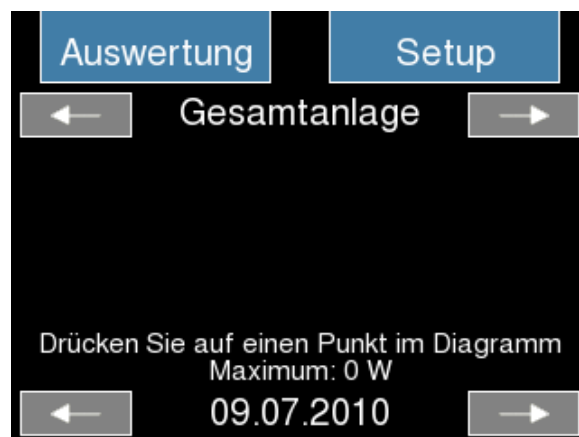 Auswertung Setup
Gesamtanlage
Drücken Sie auf einen Punkt im Diagramm
Maximum: 0 W
09.07.2010